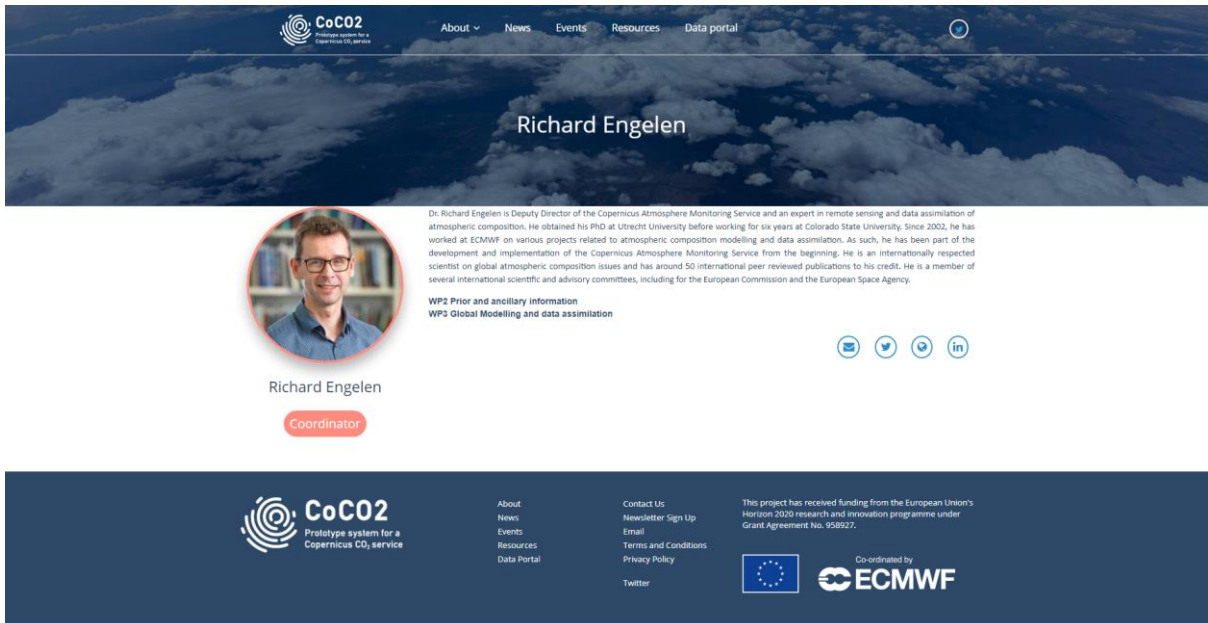 CoCO2
Prototype system for a
Copernicus CO₂ service
About News Events Resources Data portal
Richard Engelen
Dr. Richard Engelen is Deputy Director of the Copernicus Atmosphere Monitoring Service and an expert in remote sensing and data assimilation of
atmospheric composition. He obtained his PhD at Utrecht University before working for six years at Colorado State University. Since 2002, he has
worked at ECMWF on various projects related to atmospheric composition modelling and data assimilation. As such, he has been part of the
development and implementation of the Copernicus Atmosphere Monitoring Service from the beginning. He is an internationally respected
scientist on global atmospheric composition issues and has around 50 international peer reviewed publications to his credit. He is a member of
several international scientific and advisory committees, including for the European Commission and the European Space Agency.
WP2 Prior and ancillary information
WP3 Global Modelling and data assimilation
in
Richard Engelen
Coordinator
CoCO2
Prototype system for a
Copernicus CO₂ service
About
News
Events
Resources
Data Portal
Contact Us
Newsletter Sign Up
Email
Terms and Conditions
Privacy Policy
Twitter
This project has received funding from the European Union's
Horizon 2020 research and innovation programme under
Grant Agreement No. 958927.
Co-ordinated by
ECMWF